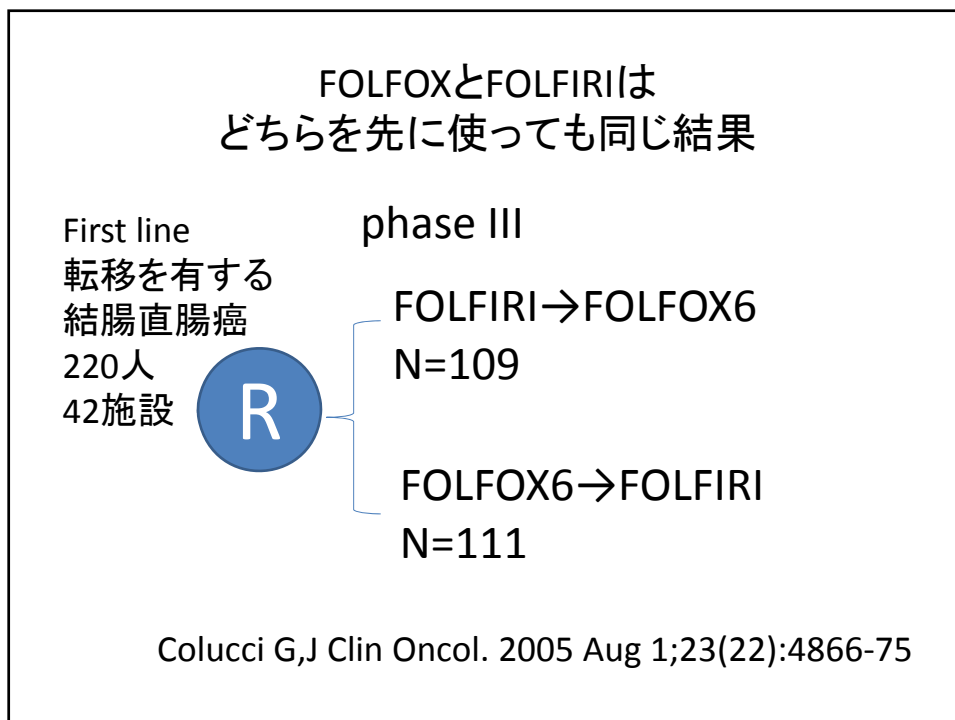 FOLFOXとFOLFIRIは
どちらを先に使っても同じ結果
First line
転移を有する
結腸直腸癌
220人
42施設
R
phase III
FOLFIRI→FOLFOX6
N=109
FOLFOX6→FOLFIRI
N=111
Colucci G,J Clin Oncol. 2005 Aug 1;23(22):4866-75